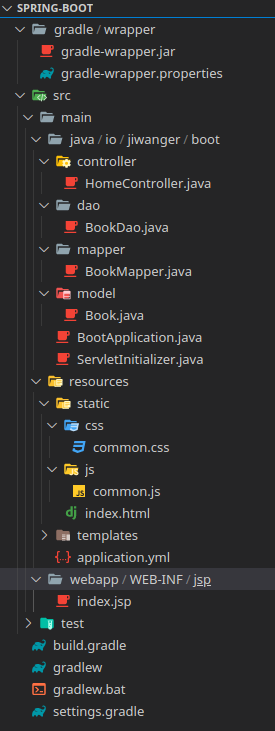 SPRING-BOOT
gradle / wrapper
gradle-wrapper.jar
gradle-wrapper.properties
src
main
java / io / jiwanger / boot
controller
HomeController.java
dao
BookDao.java
mapper
BookMapper.java
model
Book.java
BootApplication.java
ServletInitializer.java
resources
static
css
common.css
js
JS common.js
dj index.html
templates
{..} application.yml
webapp / WEB-INF / jsp
index.jsp
test
build.gradle
gradlew
gradlew.bat
settings.gradle